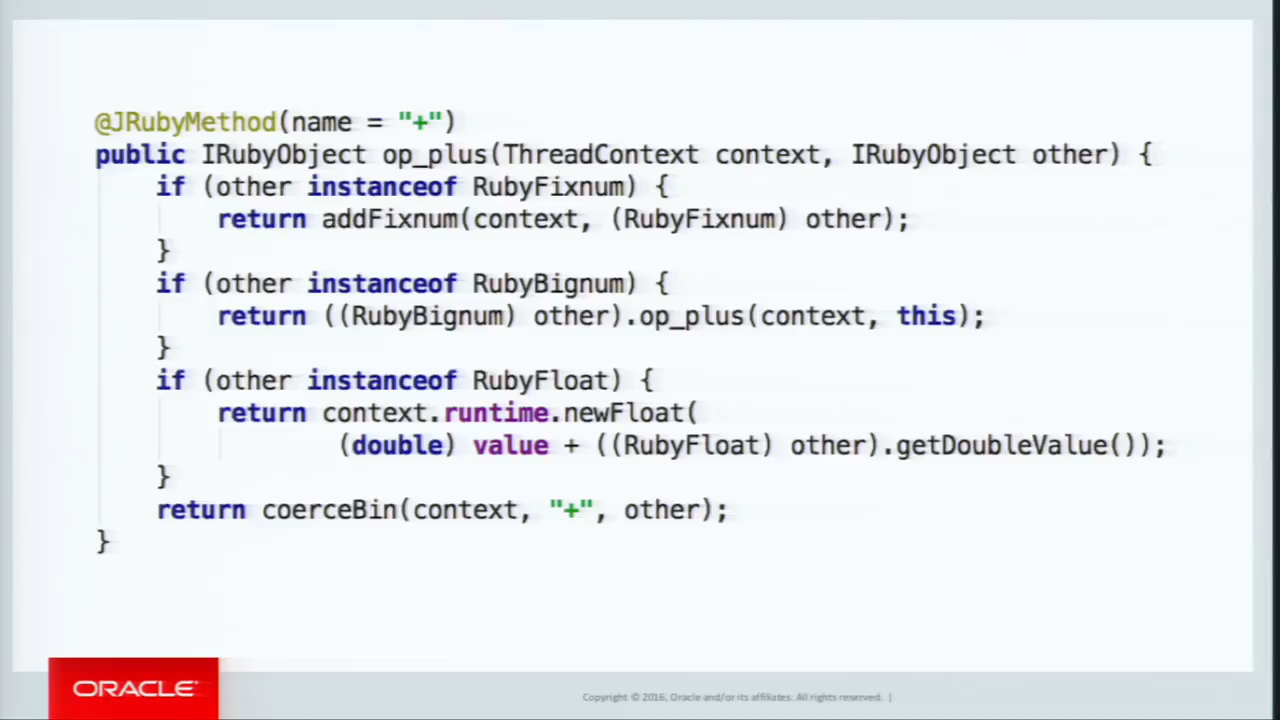 @JRubyMethod(name = "+")
public IRubyObject op_plus(ThreadContext context, IRubyObject other) {
    if (other instanceof RubyFixnum) {
        return addFixnum(context, (RubyFixnum) other);
    }
    if (other instanceof RubyBignum) {
        return ((RubyBignum) other).op_plus(context, this);
    }
    if (other instanceof RubyFloat) {
        return context.runtime.newFloat(
                (double) value + ((RubyFloat) other).getDoubleValue());
    }
    return coerceBin(context, "+", other);
}
ORACLE
Copyright © 2016, Oracle and/or its affiliates. All rights reserved. |